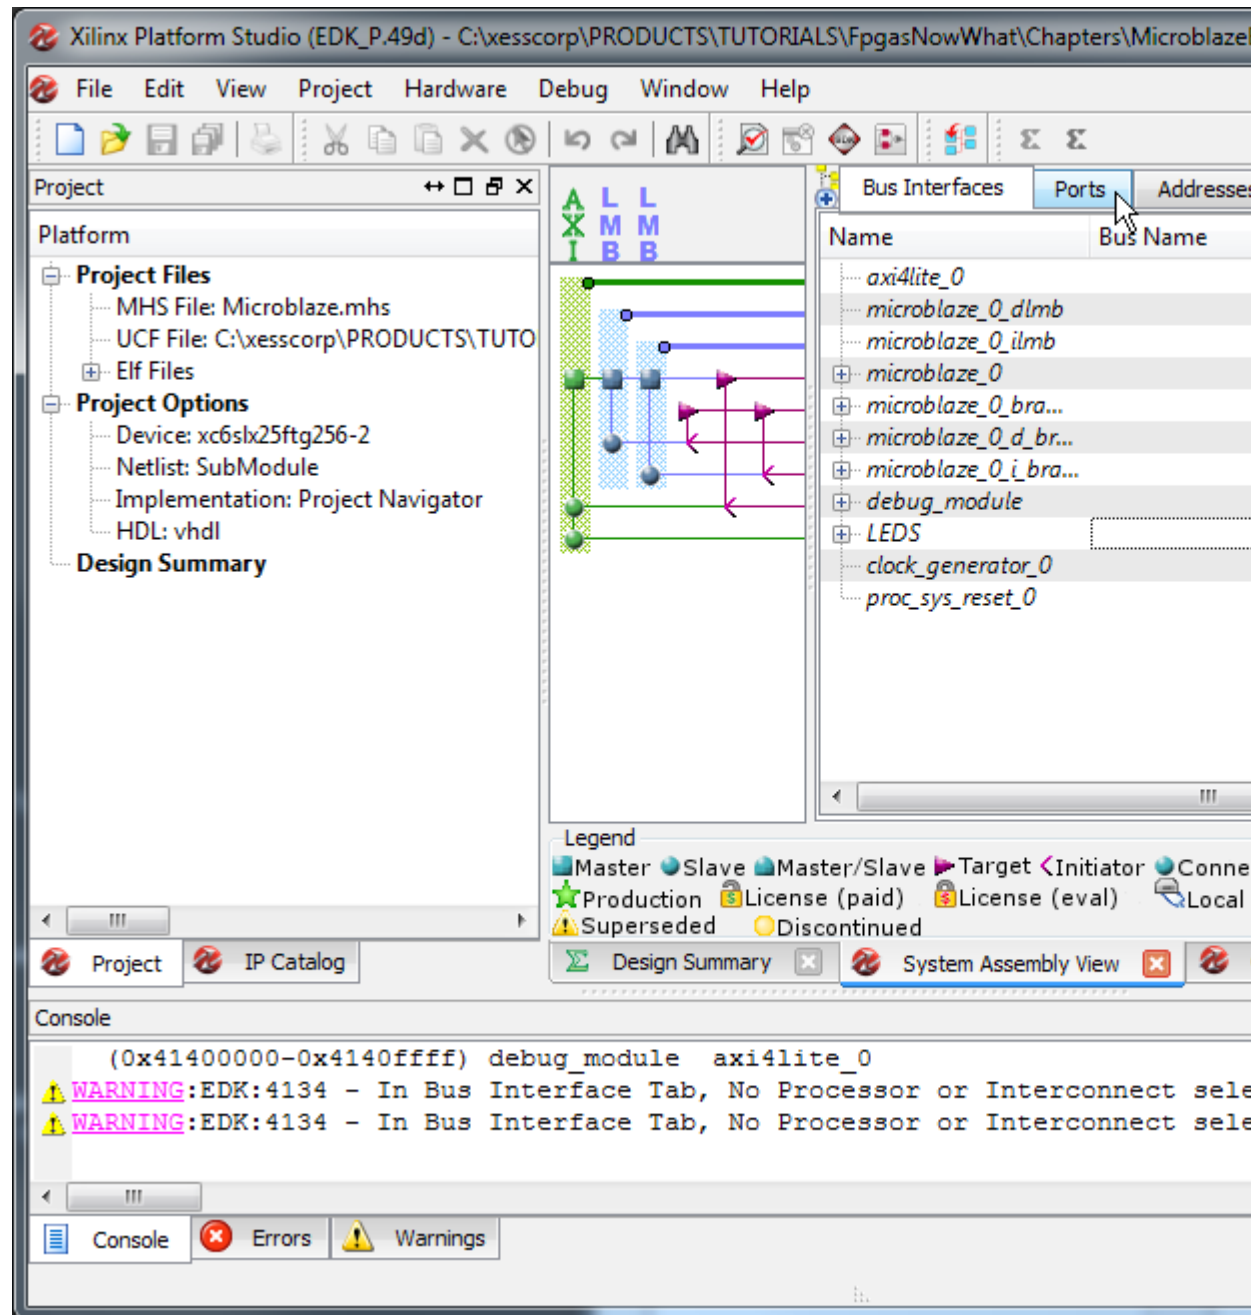 Xilinx Platform Studio (EDK_P.49d) - C:\xesscorp\PRODUCTS\TUTORIALS\FpgasNowWhat\Chapters\Microblaze
File Edit View Project Hardware Debug Window Help
Project
Platform
Project Files
MHS File: Microblaze.mhs
UCF File: C:\xesscorp\PRODUCTS\TUTO
Elf Files
Project Options
Device: xc6slx25ftg256-2
Netlist: SubModule
Implementation: Project Navigator
HDL: vhdl
Design Summary
Project IP Catalog
AXI LMB LMB
Bus Interfaces Ports Addresses
Name Bus Name
axi4lite_0
microblaze_0_dlmb
microblaze_0_ilmb
microblaze_0
microblaze_0_bra...
microblaze_0_d_br...
microblaze_0_i_bra...
debug_module
LEDS
clock_generator_0
proc_sys_reset_0
Legend
Master Slave Master/Slave Target Initiator Conne
Production License (paid) License (eval) Local
Superseded Discontinued
Design Summary System Assembly View
Console
(0x41400000-0x4140ffff) debug_module axi4lite_0
WARNING:EDK:4134 - In Bus Interface Tab, No Processor or Interconnect sele
WARNING:EDK:4134 - In Bus Interface Tab, No Processor or Interconnect sele
Console Errors Warnings